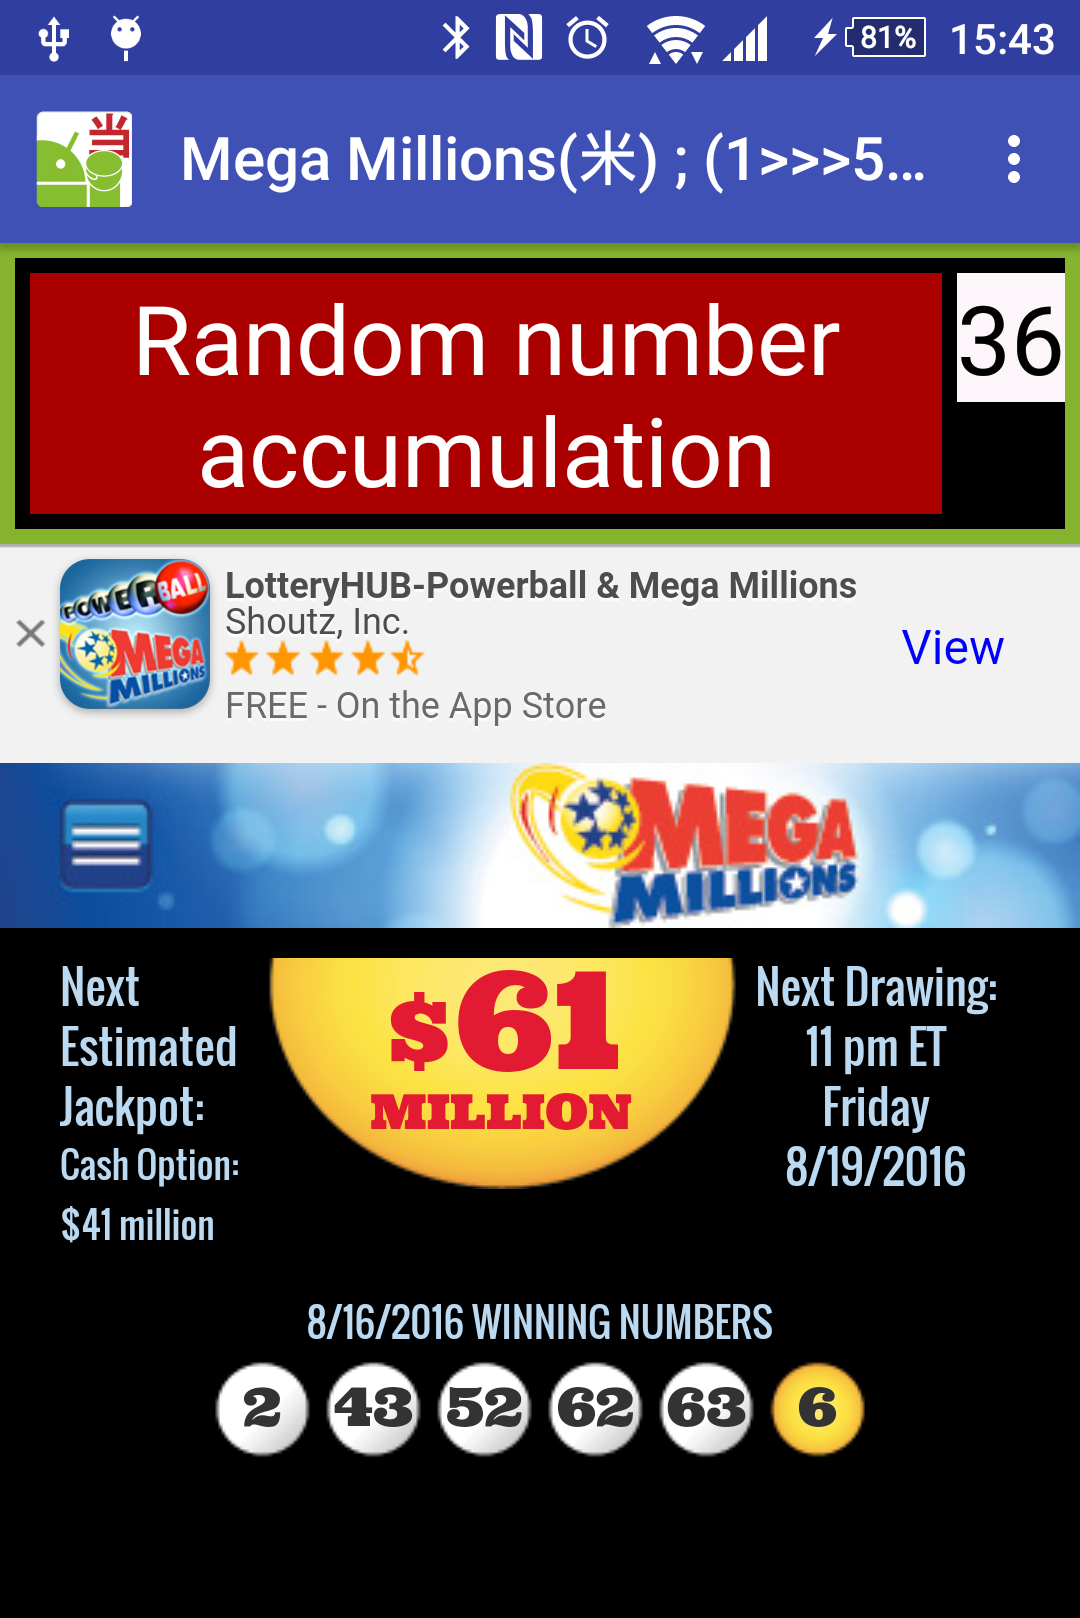 81% 15:43
当
Mega Millions(米) ; (1>>>5...
Random number
accumulation
36
POWERBALL
MEGA
MILLIONS
LotteryHUB-Powerball & Mega Millions
Shoutz, Inc.
FREE - On the App Store
View
MEGA
MILLIONS
Next
Estimated
Jackpot:
Cash Option:
$41 million
$61
MILLION
Next Drawing:
11 pm ET
Friday
8/19/2016
8/16/2016 WINNING NUMBERS
2 43 52 62 63 6